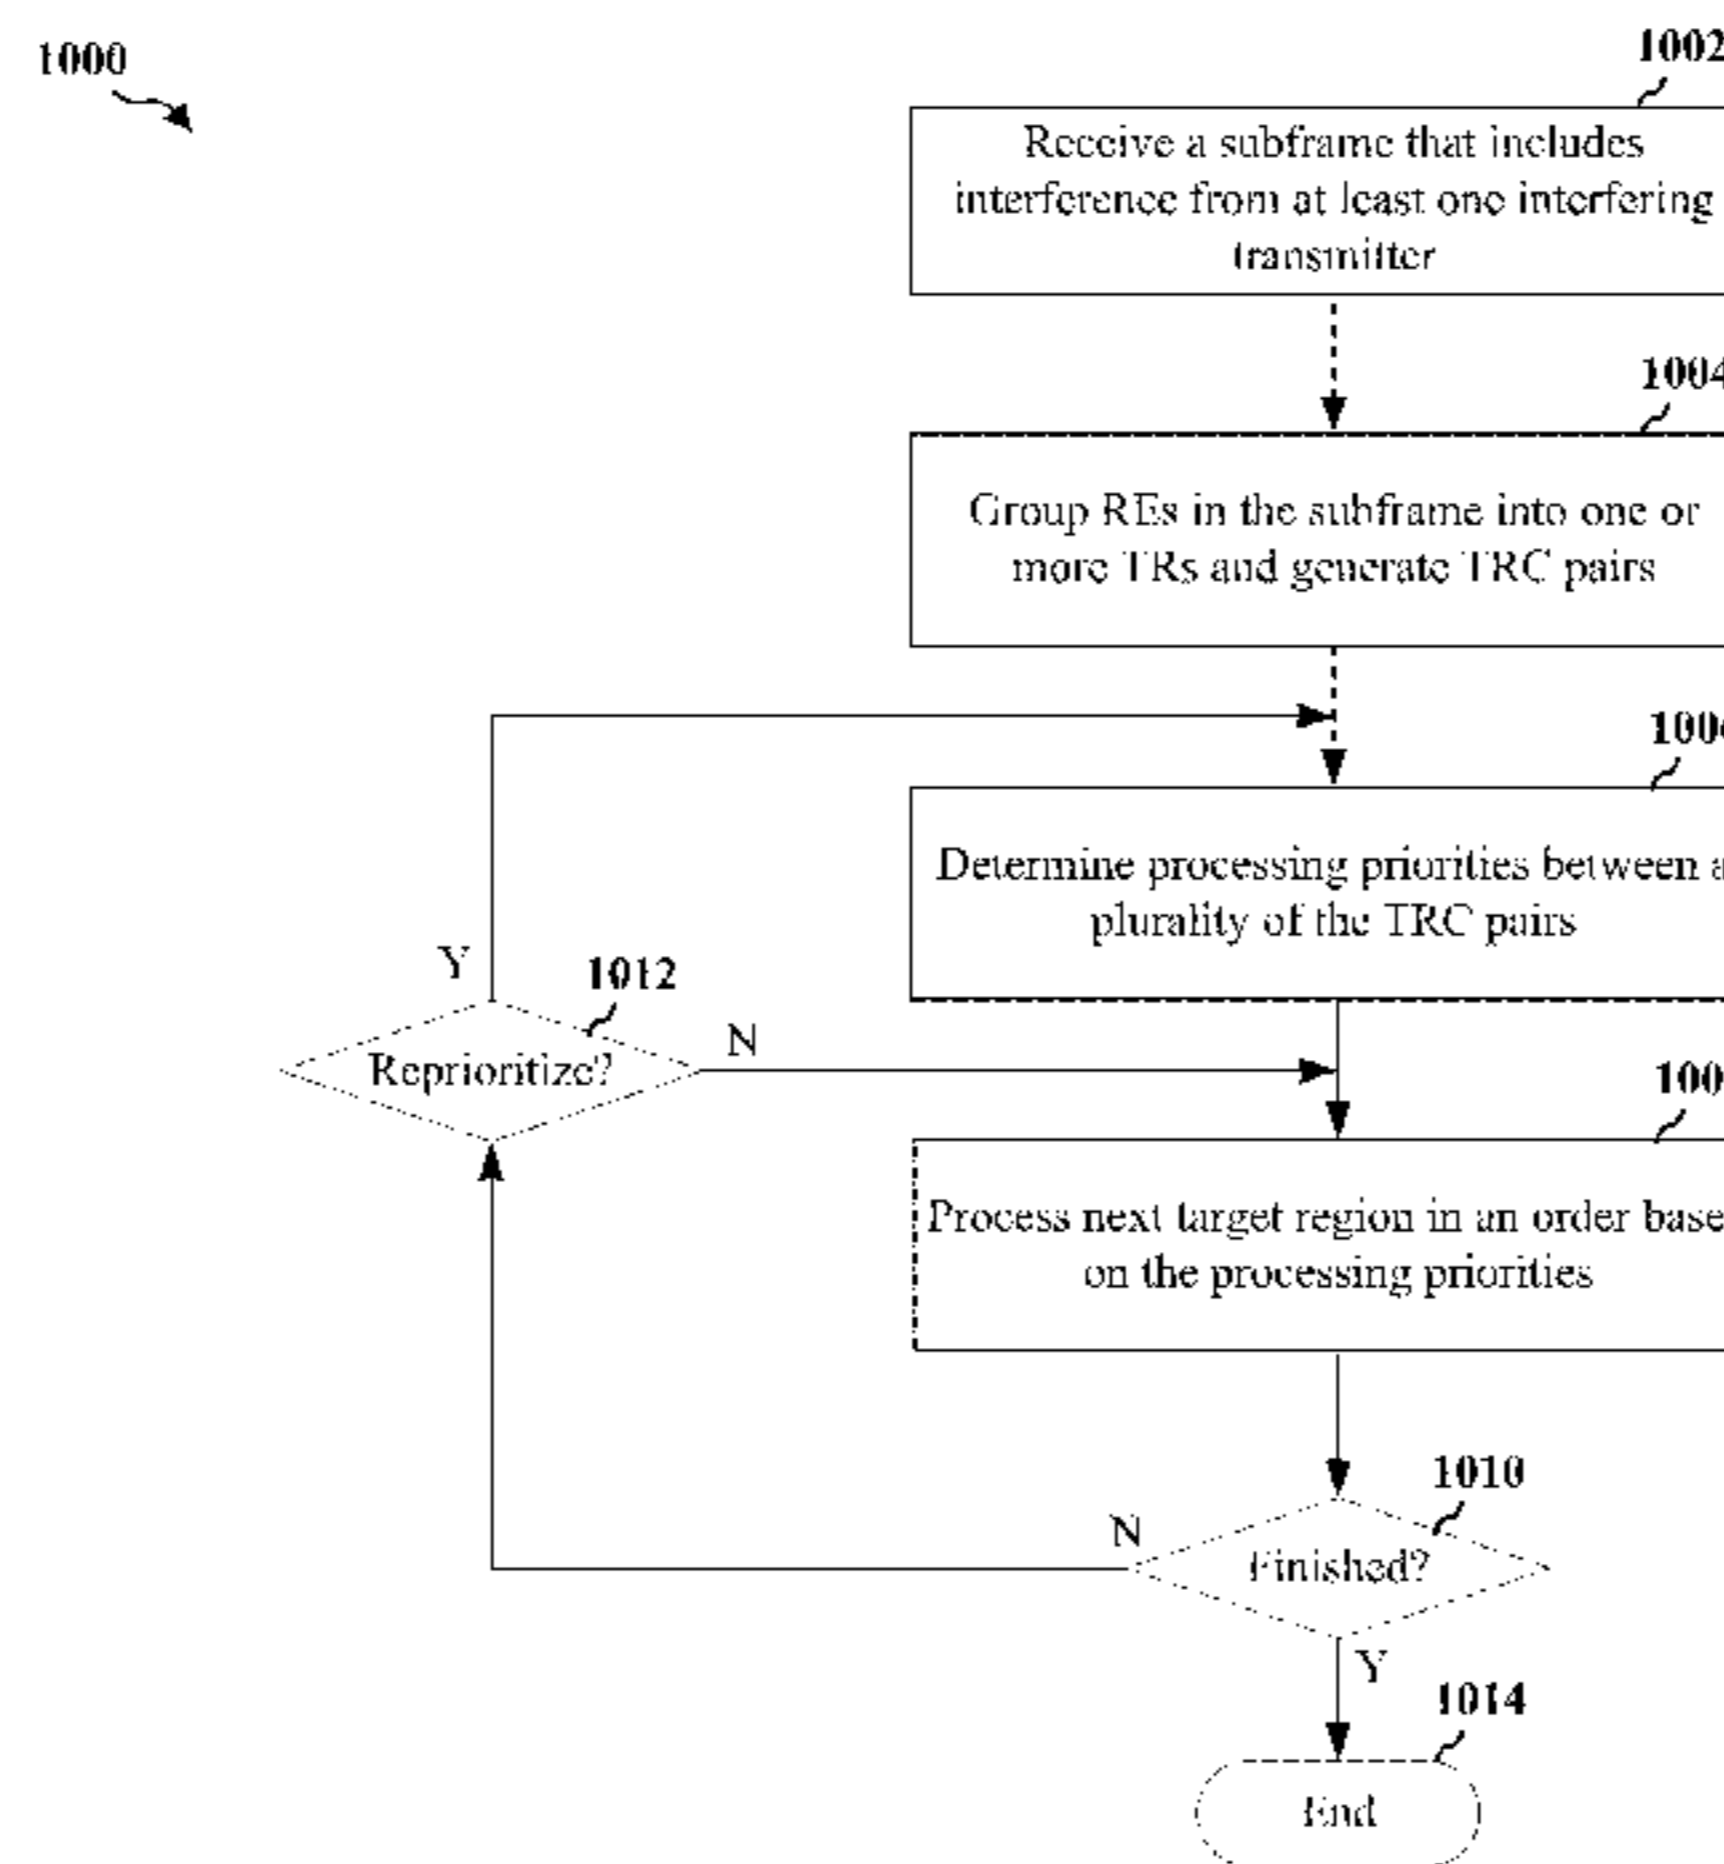 1000
1002
Receive a subframe that includes
interference from at least one interfering
transmitter
1004
Group REs in the subframe into one or
more TRs and generate TRC pairs
100
Determine processing priorities between a
plurality of the TRC pairs
Y
1012
Reprioritize?
N
100
Process next target region in an order base
on the processing priorities
1010
N
Finished?
Y
1014
End